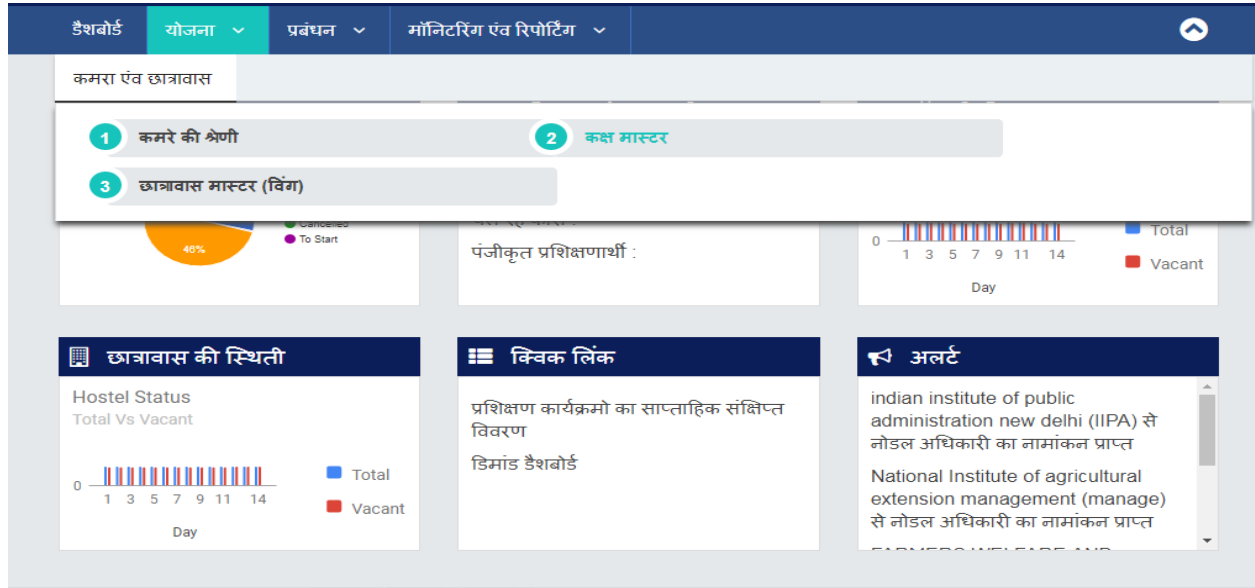 डैशबोर्ड योजना प्रबंधन मॉनिटरिंग एंव रिपोर्टिंग
कमरा एंव छात्रावास
1 कमरे की श्रेणी
2 कक्ष मास्टर
3 छात्रावास मास्टर (विंग)
46%
To Start
पंजीकृत प्रशिक्षणार्थी :
0
1 3 5 7 9 11 14
Day
Total
Vacant
छात्रावास की स्थिती
Hostel Status
Total Vs Vacant
0
1 3 5 7 9 11 14
Day
Total
Vacant
क्विक लिंक
प्रशिक्षण कार्यक्रमो का साप्ताहिक संक्षिप्त
विवरण
डिमांड डैशबोर्ड
अलर्ट
indian institute of public
administration new delhi (IIPA) से
नोडल अधिकारी का नामांकन प्राप्त
National Institute of agricultural
extension management (manage)
से नोडल अधिकारी का नामांकन प्राप्त